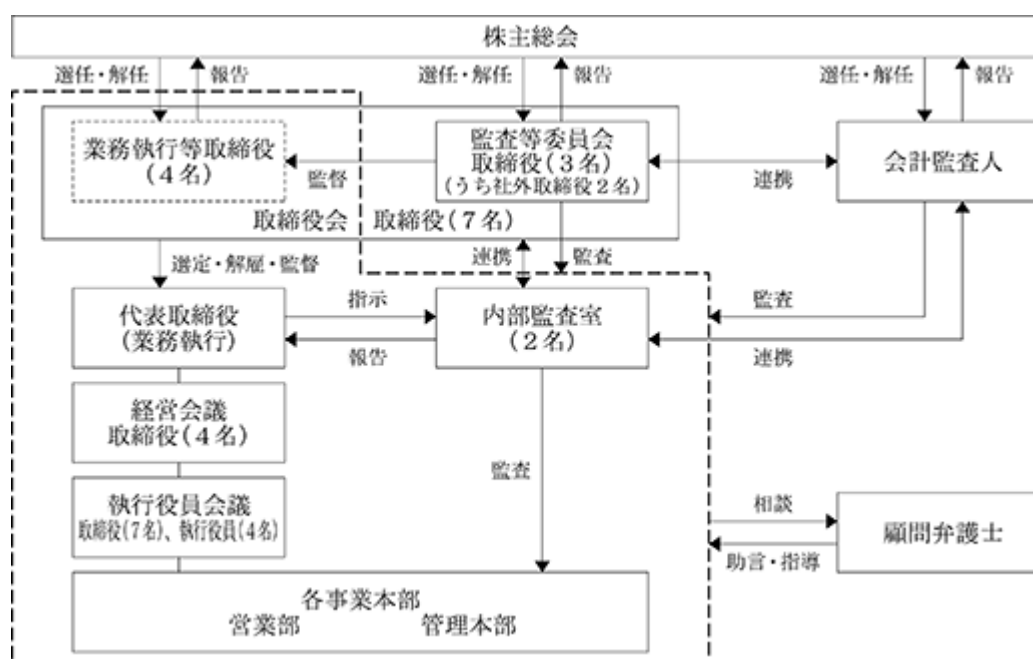 株主総会
選任・解任
報告
選任・解任
報告
選任・解任
報告
業務執行等取締役
(4名)
監督
監査等委員会
取締役(3名)
(うち社外取締役2名)
連携
会計監査人
取締役会 取締役(7名)
選定・解雇・監督
連携
監査
代表取締役
(業務執行)
指示
報告
内部監査室
(2名)
監査
連携
経営会議
取締役(4名)
監査
執行役員会議
取締役(7名)、執行役員(4名)
相談
助言・指導
顧問弁護士
各事業本部
営業部 管理本部